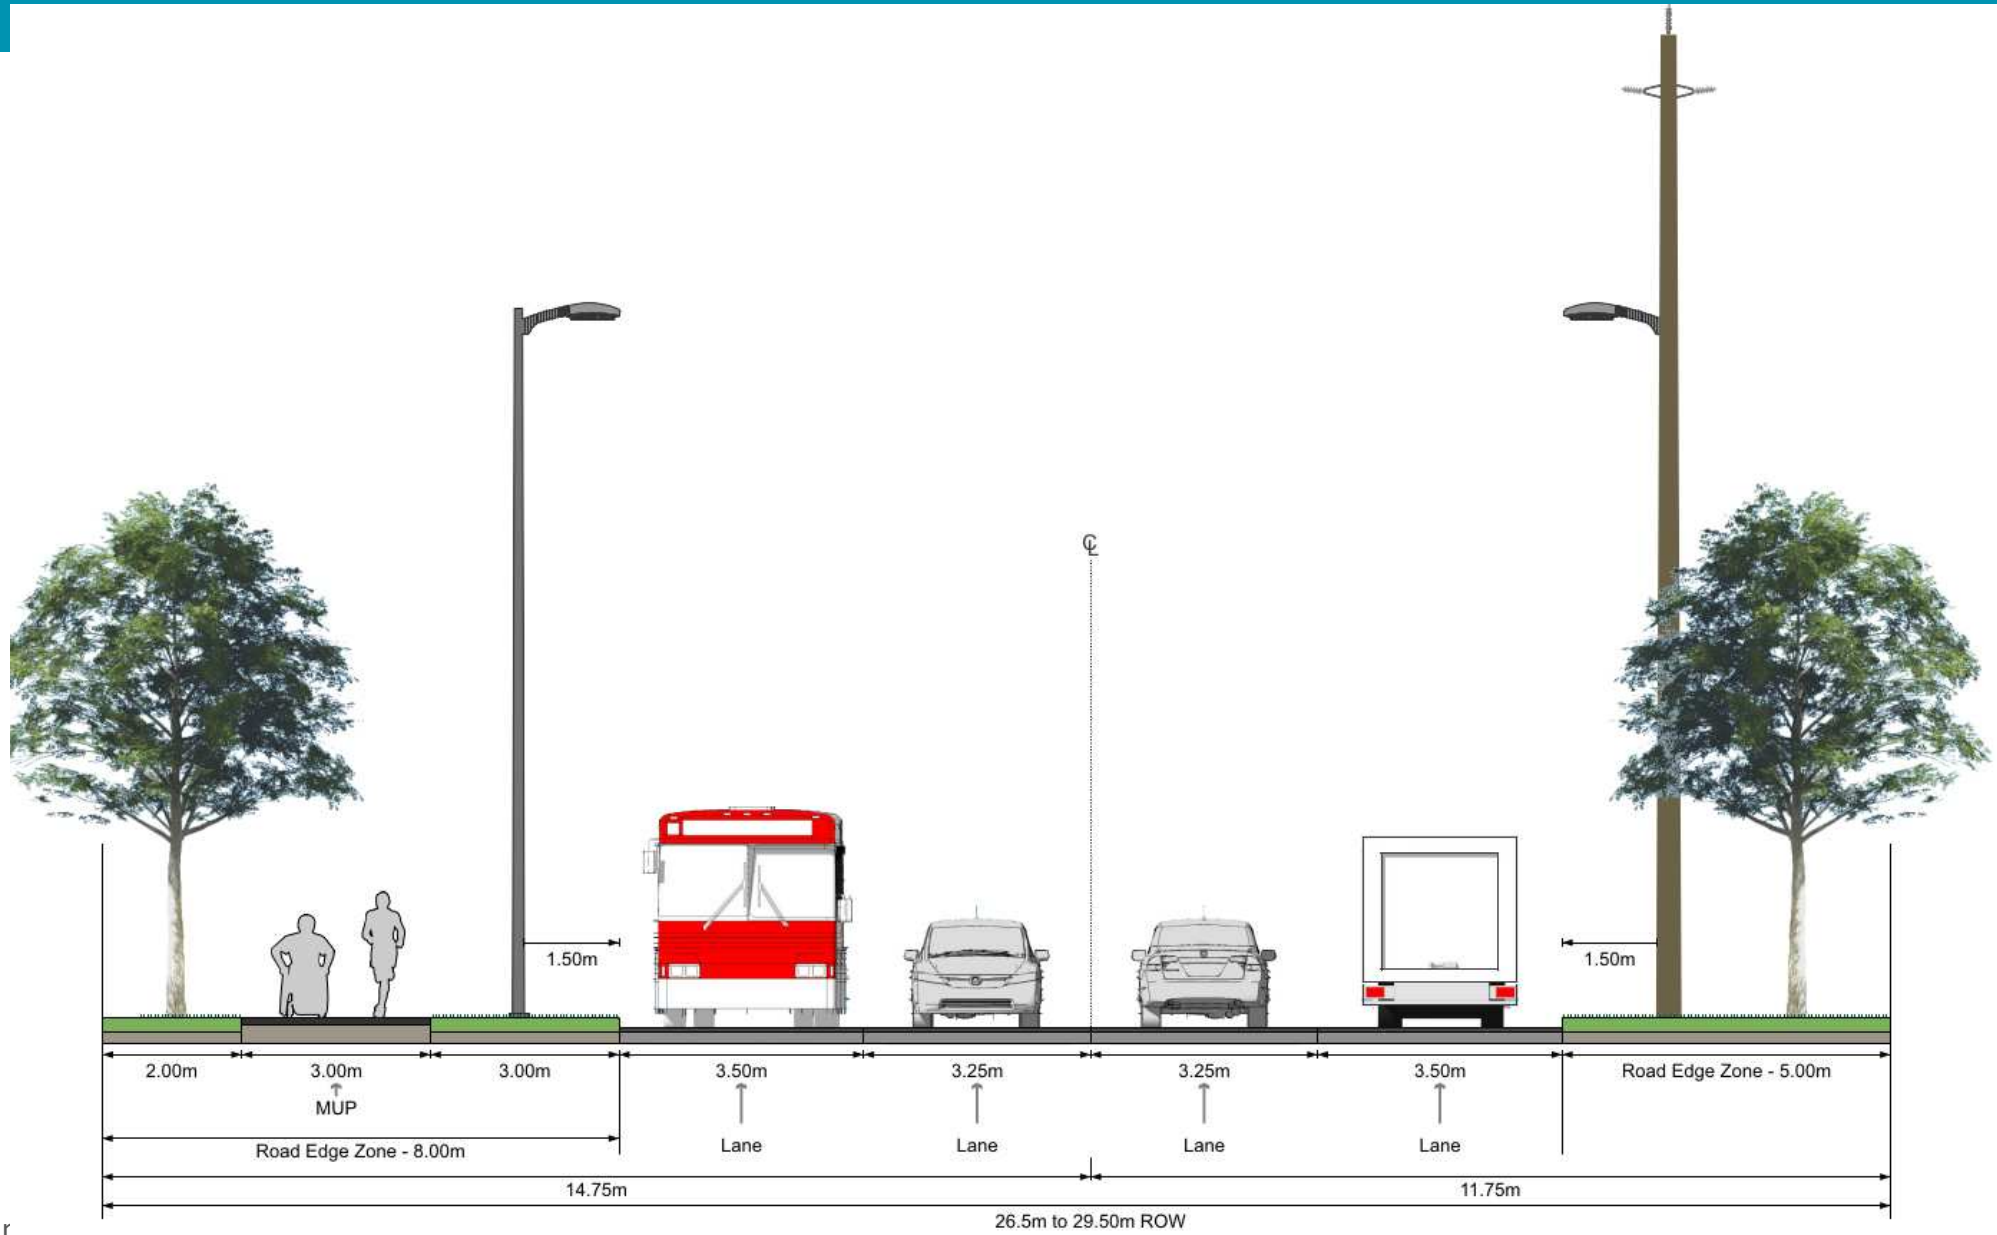 ℄
1.50m
1.50m
2.00m
3.00m
3.00m
3.50m
3.25m
3.25m
3.50m
Road Edge Zone - 5.00m
MUP
Lane
Lane
Lane
Lane
Road Edge Zone - 8.00m
14.75m
11.75m
26.5m to 29.50m ROW
r